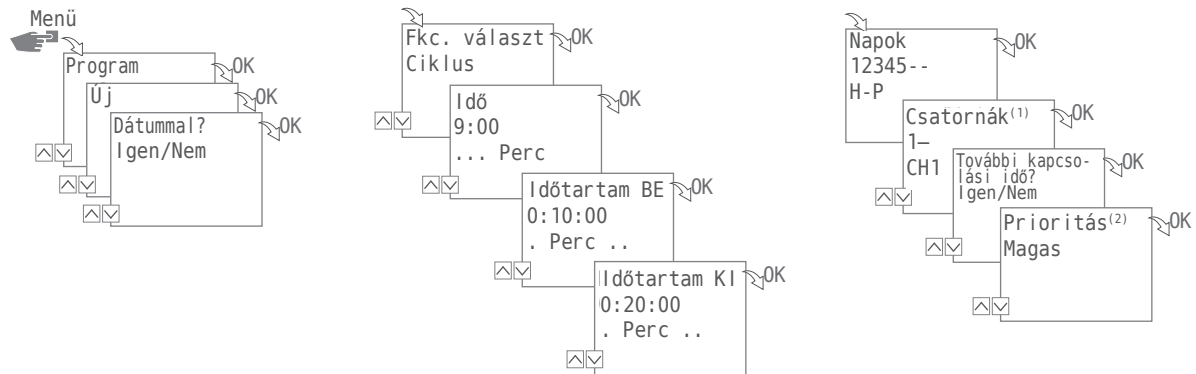 Menü
Program OK
Új OK
Dátummal? OK
Igen/Nem
Fkc. választ OK
Ciklus
Idő OK
9:00
... Perc
Időtartam BE OK
0:10:00
. Perc ..
Időtartam KI OK
0:20:00
. Perc ..
Napok
12345--
H-P
Csatornák(1) OK
1–
CH1
További kapcso- OK
lási idő?
Igen/Nem
Prioritás(2) OK
Magas